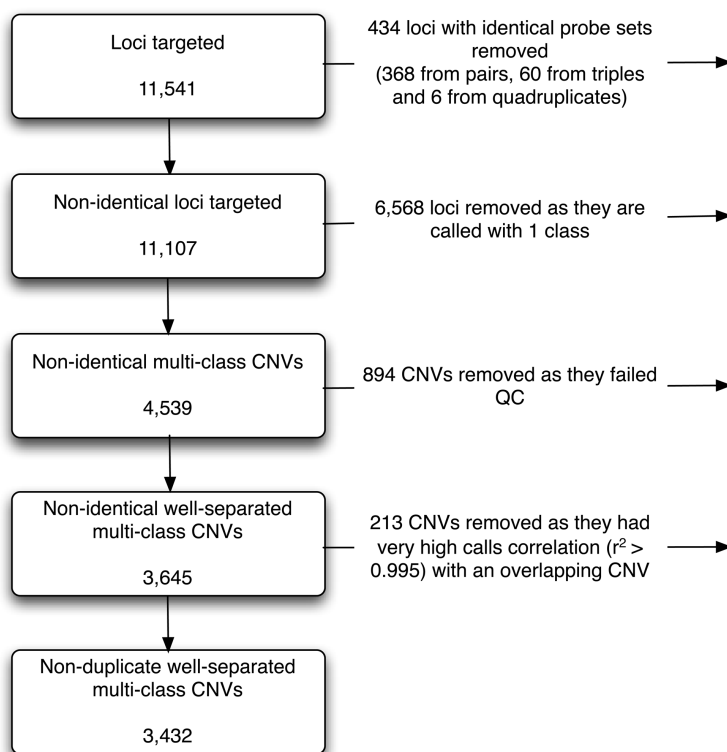 Loci targeted
11,541
434 loci with identical probe sets
removed
(368 from pairs, 60 from triples
and 6 from quadruplicates)
Non-identical loci targeted
11,107
6,568 loci removed as they are
called with 1 class
Non-identical multi-class CNVs
4,539
894 CNVs removed as they failed
QC
Non-identical well-separated
multi-class CNVs
3,645
213 CNVs removed as they had
very high calls correlation (r² >
0.995) with an overlapping CNV
Non-duplicate well-separated
multi-class CNVs
3,432